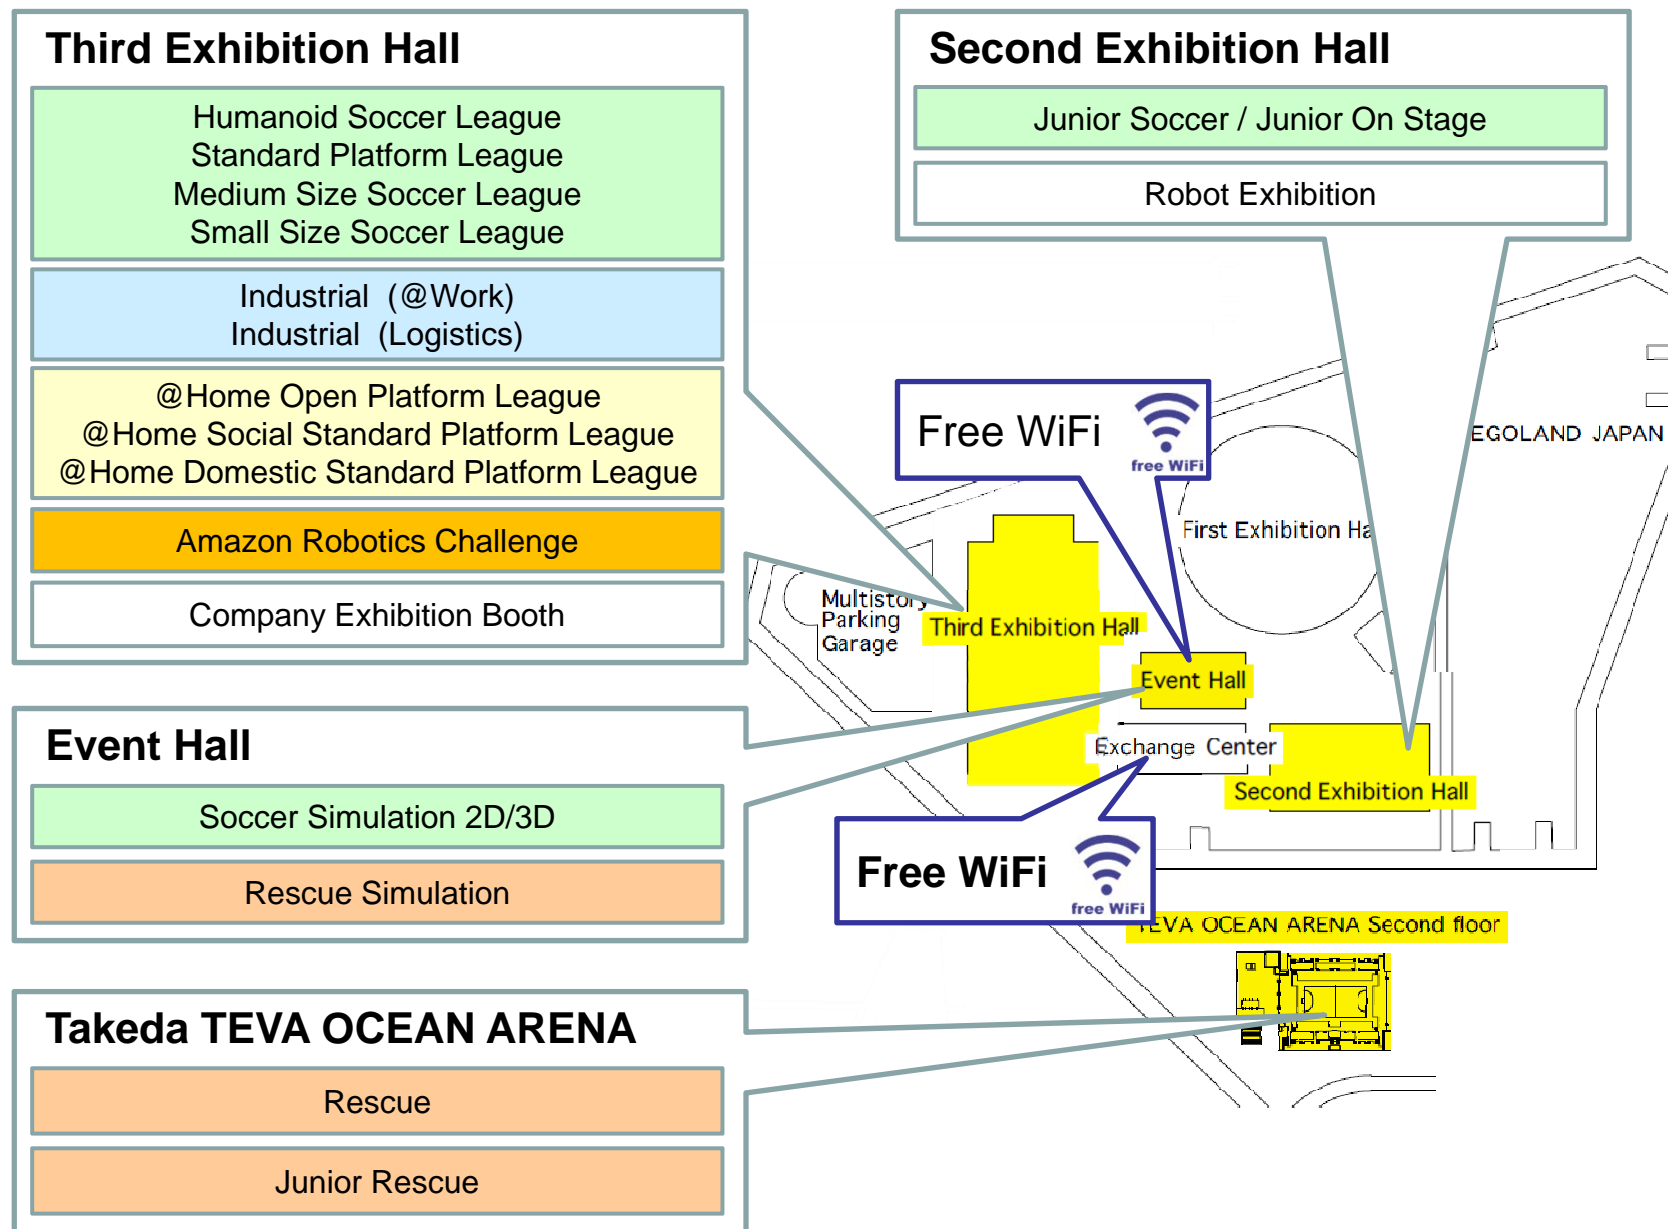 Third Exhibition Hall
Humanoid Soccer League
Standard Platform League
Medium Size Soccer League
Small Size Soccer League
Industrial (@Work)
Industrial (Logistics)
@Home Open Platform League
@Home Social Standard Platform League
@Home Domestic Standard Platform League
Amazon Robotics Challenge
Company Exhibition Booth
Event Hall
Soccer Simulation 2D/3D
Rescue Simulation
Takeda TEVA OCEAN ARENA
Rescue
Junior Rescue
Second Exhibition Hall
Junior Soccer / Junior On Stage
Robot Exhibition
Free WiFi
free WiFi
EGOLAND JAPAN
First Exhibition Ha
Multistory
Parking
Garage
Third Exhibition Hall
Event Hall
Exchange Center
Second Exhibition Hall
Free WiFi
free WiFi
TEVA OCEAN ARENA Second floor